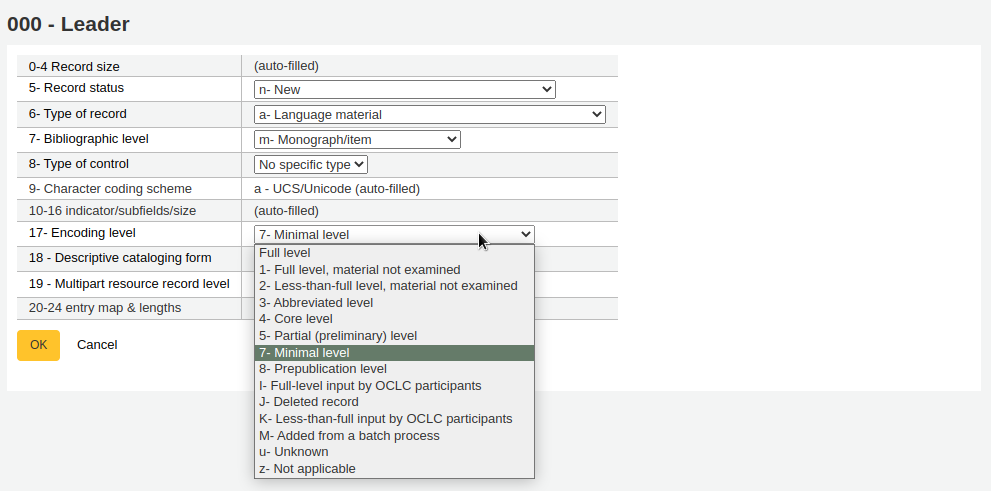 000 - Leader
0-4 Record size (auto-filled)
5- Record status n- New
6- Type of record a- Language material
7- Bibliographic level m- Monograph/item
8- Type of control No specific type
9- Character coding scheme a - UCS/Unicode (auto-filled)
10-16 indicator/subfields/size (auto-filled)
17- Encoding level 7- Minimal level
Full level
18 - Descriptive cataloging form
1- Full level, material not examined
19 - Multipart resource record level
2- Less-than-full level, material not examined
20-24 entry map & lengths
3- Abbreviated level
4- Core level
5- Partial (preliminary) level
OK Cancel
7- Minimal level
8- Prepublication level
I- Full-level input by OCLC participants
J- Deleted record
K- Less-than-full input by OCLC participants
M- Added from a batch process
u- Unknown
z- Not applicable